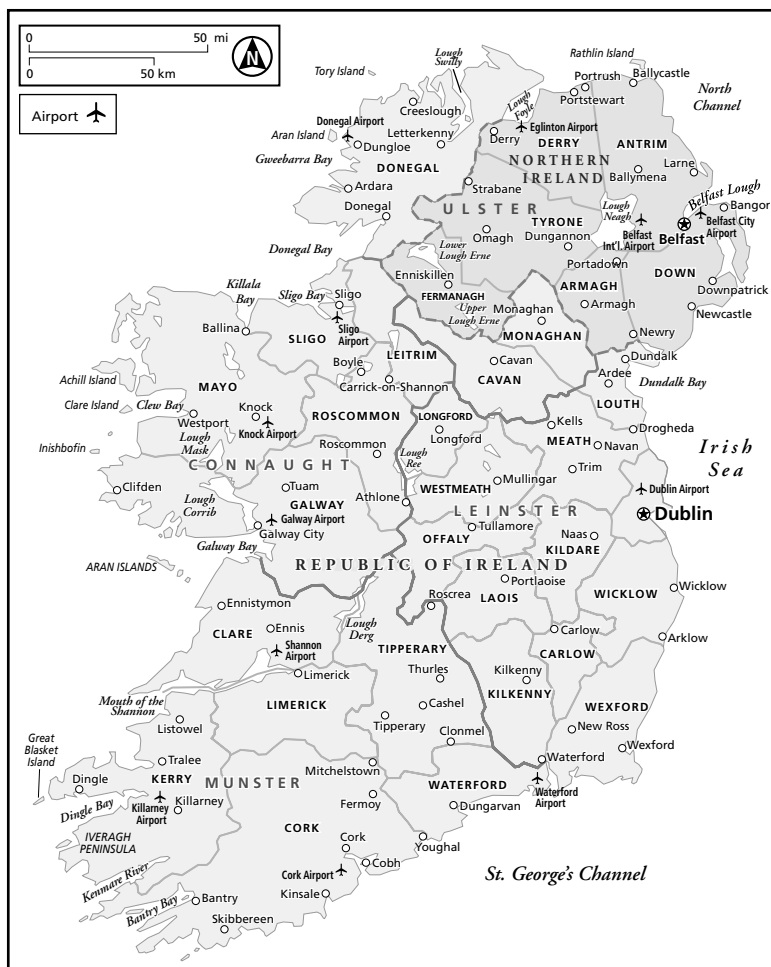 0 50 mi
0 50 km
N
Airport
Tory Island
Lough
Swilly
Rathlin Island
Portrush
Ballycastle
Portstewart
North
Channel
Creeslough
Lough
Foyle
Donegal Airport
Aran Island
Letterkenny
Dungloe
Derry
Eglinton Airport
DERRY
ANTRIM
Gweebarra Bay
DONEGAL
NORTHERN
IRELAND
Larne
Ballymena
Ardara
Strabane
Belfast Lough
Bangor
Donegal
ULSTER
TYRONE
Lough
Neagh
Belfast City
Airport
Belfast
Omagh
Dungannon
Belfast
Int'l. Airport
Donegal Bay
Lower
Lough Erne
Portadown
DOWN
Enniskillen
ARMAGH
Downpatrick
Killala
Bay
Sligo Bay
Sligo
FERMANAGH
Upper
Lough Erne
Monaghan
Armagh
Newcastle
Ballina
SLIGO
Sligo
Airport
MONAGHAN
Newry
LEITRIM
Cavan
Dundalk
Boyle
CAVAN
Ardee
Achill Island
MAYO
Carrick-on-Shannon
Dundalk Bay
Clare Island
Clew Bay
Knock
LOUTH
Westport
Knock Airport
ROSCOMMON
LONGFORD
Kells
Drogheda
Longford
MEATH
Inishbofin
Lough
Mask
Roscommon
Navan
Irish
Sea
CONNAUGHT
Lough
Ree
Trim
Clifden
Tuam
WESTMEATH
Mullingar
Dublin Airport
Lough
Corrib
GALWAY
Athlone
LEINSTER
Dublin
Galway Airport
Galway City
Tullamore
OFFALY
Naas
KILDARE
Galway Bay
ARAN ISLANDS
REPUBLIC OF IRELAND
Portlaoise
LAOIS
WICKLOW
Wicklow
Ennistymon
Roscrea
CLARE
Ennis
Lough
Derg
Carlow
Arklow
Shannon
Airport
TIPPERARY
CARLOW
Thurles
Kilkenny
Limerick
KILKENNY
Mouth of the
Shannon
LIMERICK
Cashel
WEXFORD
Listowel
Tipperary
New Ross
Clonmel
Wexford
Great
Blasket
Island
Tralee
Waterford
Dingle
KERRY
MUNSTER
Mitchelstown
WATERFORD
Waterford
Airport
Dingle Bay
Killarney
Airport
Killarney
Fermoy
Dungarvan
IVERAGH
PENINSULA
CORK
Youghal
Cork
Kenmare River
Cork Airport
Cobh
St. George's Channel
Bantry Bay
Bantry
Kinsale
Skibbereen